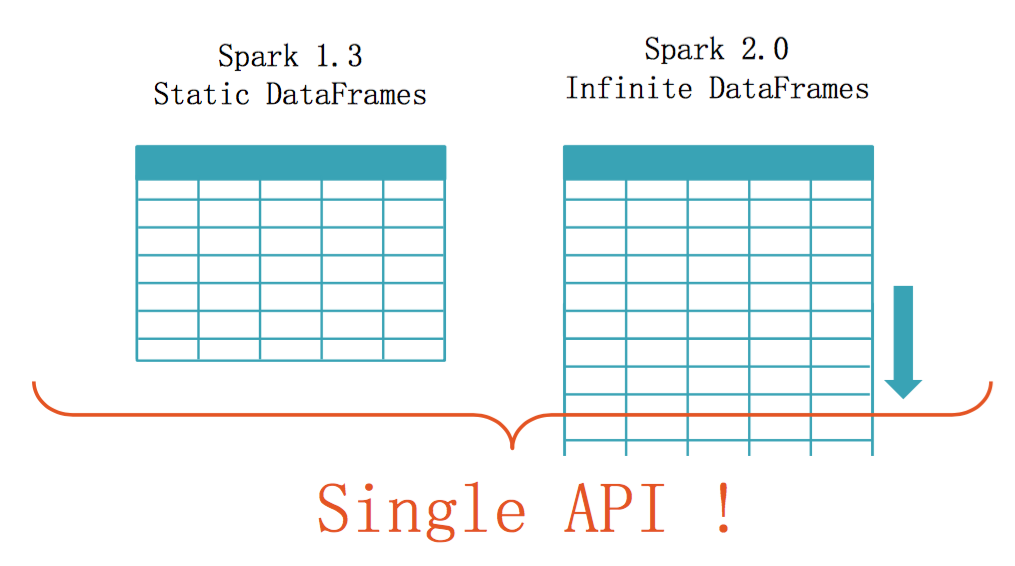 Spark 1.3
Static DataFrames
Spark 2.0
Infinite DataFrames
Single API !